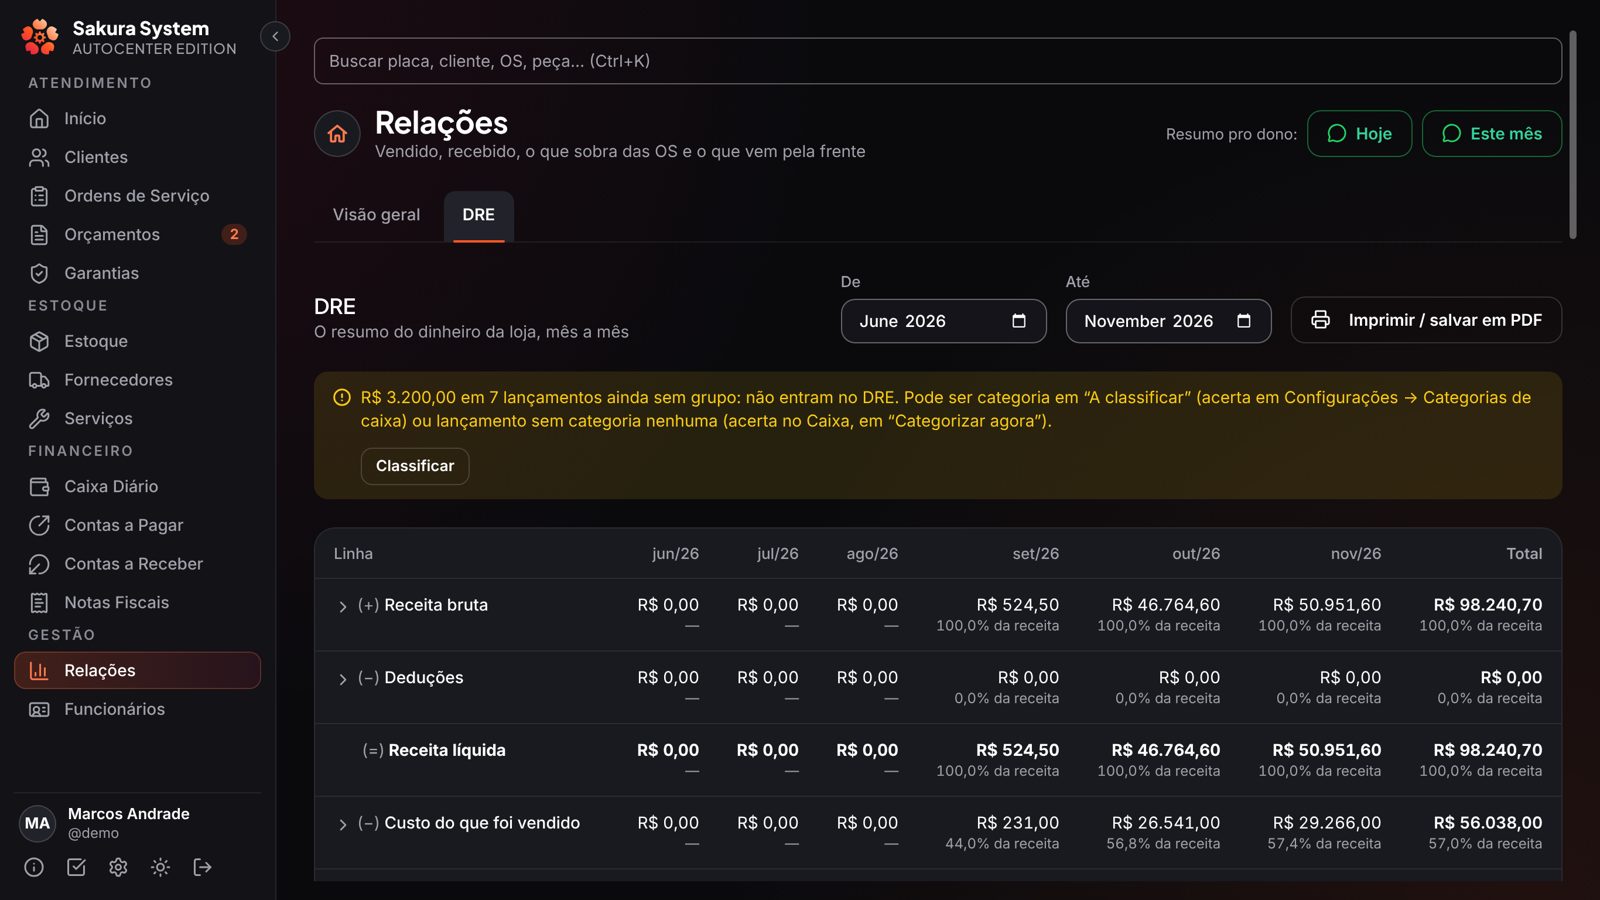 Sakura System
AUTOCENTER EDITION
ATENDIMENTO
Início
Clientes
Ordens de Serviço
Orçamentos 2
Garantias
ESTOQUE
Estoque
Fornecedores
Serviços
FINANCEIRO
Caixa Diário
Contas a Pagar
Contas a Receber
Notas Fiscais
GESTÃO
Relações
Funcionários
MA
Marcos Andrade
@demo
Buscar placa, cliente, OS, peça... (Ctrl+K)
Relações
Vendido, recebido, o que sobra das OS e o que vem pela frente
Resumo pro dono: Hoje Este mês
Visão geral DRE
DRE
O resumo do dinheiro da loja, mês a mês
De
June 2026
Até
November 2026
Imprimir / salvar em PDF
R$ 3.200,00 em 7 lançamentos ainda sem grupo: não entram no DRE. Pode ser categoria em “A classificar” (acerta em Configurações → Categorias de
caixa) ou lançamento sem categoria nenhuma (acerta no Caixa, em “Categorizar agora”).
Classificar
Linha jun/26 jul/26 ago/26 set/26 out/26 nov/26 Total
(+) Receita bruta R$ 0,00 R$ 0,00 R$ 0,00 R$ 524,50 R$ 46.764,60 R$ 50.951,60 R$ 98.240,70
— — — 100,0% da receita 100,0% da receita 100,0% da receita 100,0% da receita
(−) Deduções R$ 0,00 R$ 0,00 R$ 0,00 R$ 0,00 R$ 0,00 R$ 0,00 R$ 0,00
— — — 0,0% da receita 0,0% da receita 0,0% da receita 0,0% da receita
(=) Receita líquida R$ 0,00 R$ 0,00 R$ 0,00 R$ 524,50 R$ 46.764,60 R$ 50.951,60 R$ 98.240,70
— — — 100,0% da receita 100,0% da receita 100,0% da receita 100,0% da receita
(−) Custo do que foi vendido R$ 0,00 R$ 0,00 R$ 0,00 R$ 231,00 R$ 26.541,00 R$ 29.266,00 R$ 56.038,00
— — — 44,0% da receita 56,8% da receita 57,4% da receita 57,0% da receita